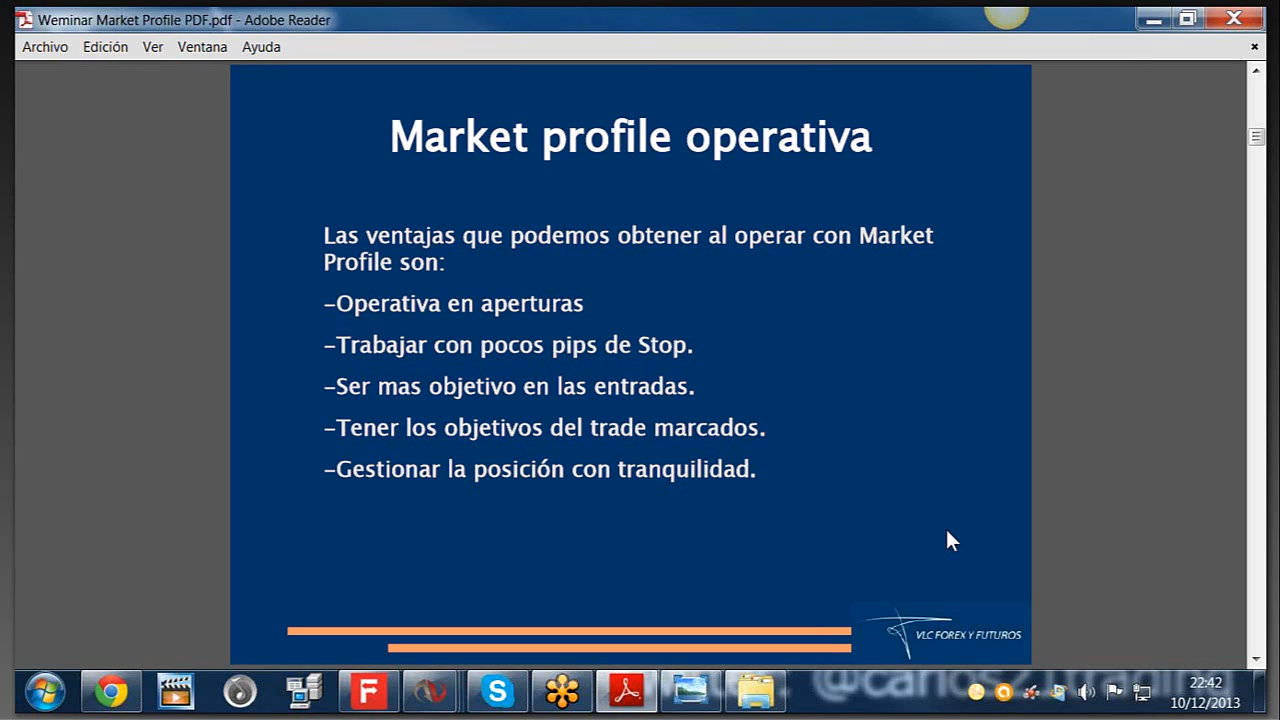 Weminar Market Profile PDF.pdf - Adobe Reader
Archivo Edición Ver Ventana Ayuda
Market profile operativa
Las ventajas que podemos obtener al operar con Market
Profile son:
-Operativa en aperturas
-Trabajar con pocos pips de Stop.
-Ser mas objetivo en las entradas.
-Tener los objetivos del trade marcados.
-Gestionar la posición con tranquilidad.
VLC FOREX Y FUTUROS
22:42
10/12/2013